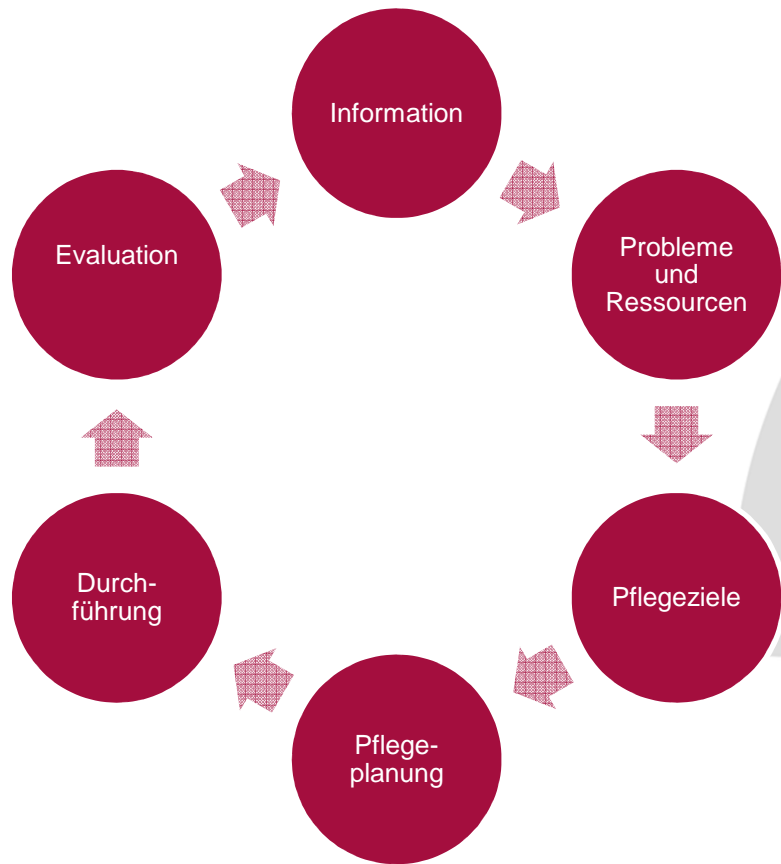 Information
Probleme
und
Ressourcen
Pflegeziele
Pflege-
planung
Durch-
führung
Evaluation